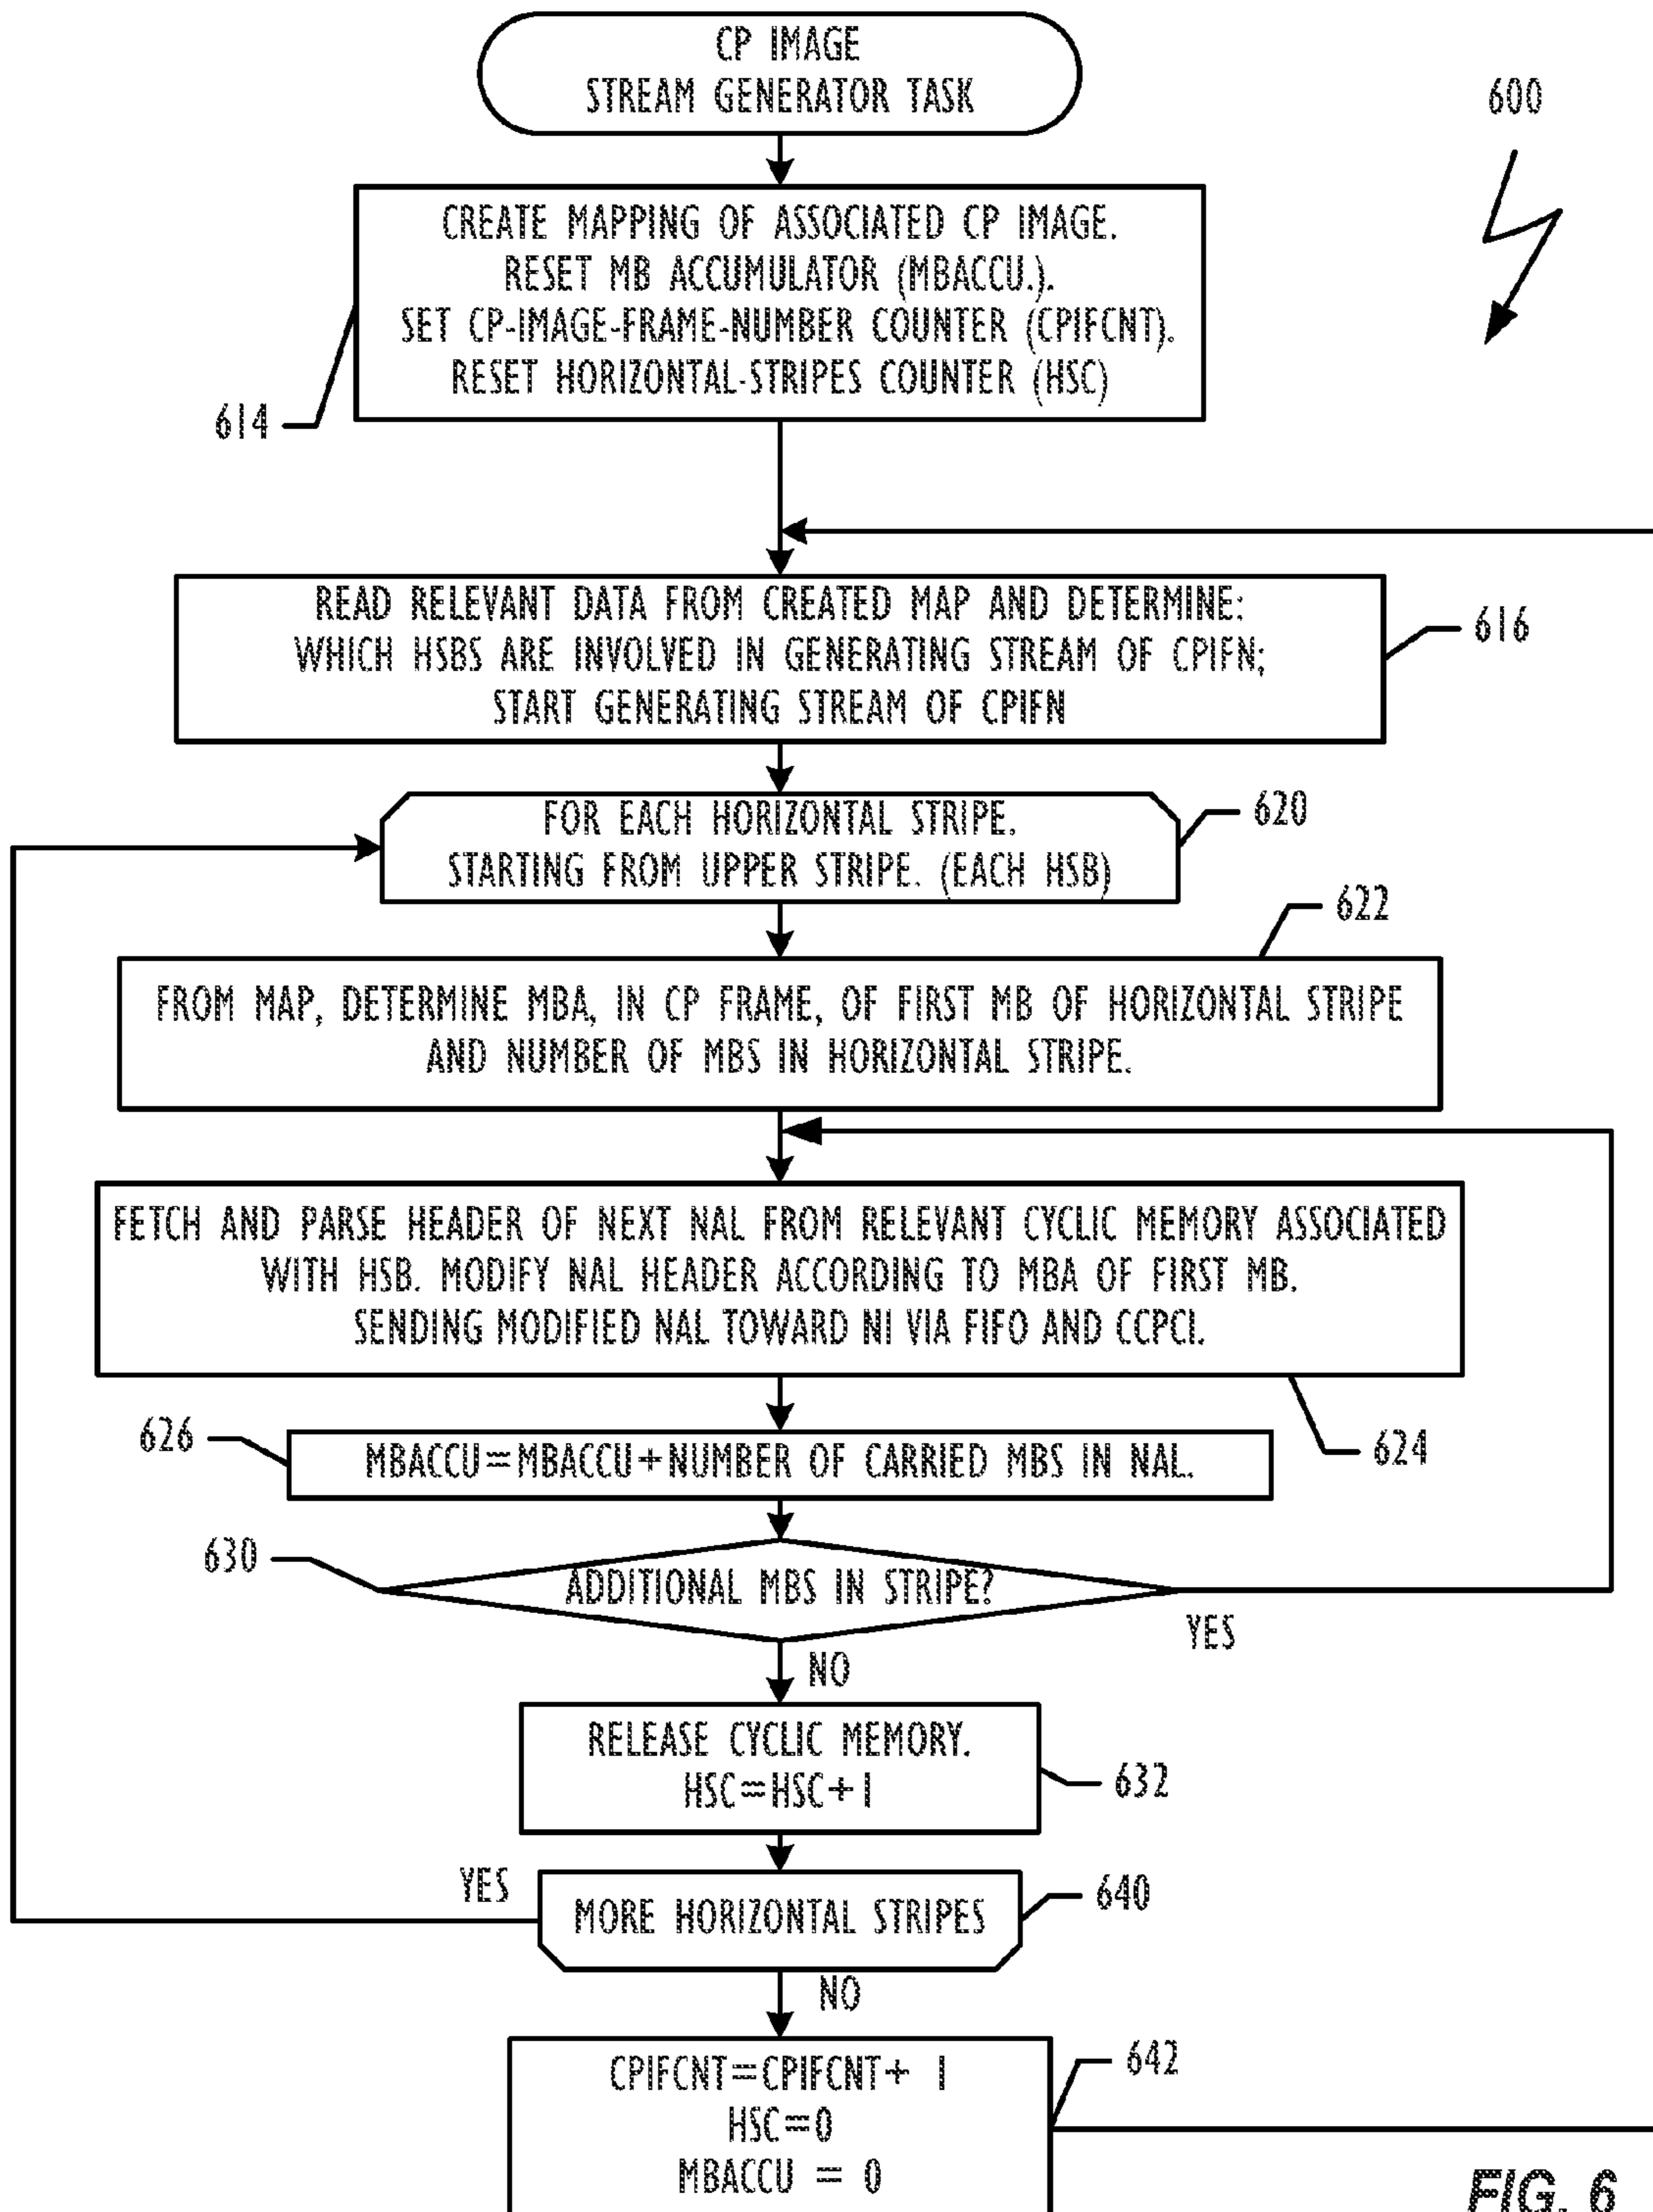 CP IMAGE
STREAM GENERATOR TASK
600
CREATE MAPPING OF ASSOCIATED CP IMAGE.
RESET MB ACCUMULATOR (MBACCU.).
SET CP-IMAGE-FRAME-NUMBER COUNTER (CPIFCNT).
RESET HORIZONTAL-STRIPES COUNTER (HSC)
614
READ RELEVANT DATA FROM CREATED MAP AND DETERMINE:
WHICH HSBS ARE INVOLVED IN GENERATING STREAM OF CPIFN;
START GENERATING STREAM OF CPIFN
616
FOR EACH HORIZONTAL STRIPE.
STARTING FROM UPPER STRIPE. (EACH HSB)
620
622
FROM MAP, DETERMINE MBA, IN CP FRAME, OF FIRST MB OF HORIZONTAL STRIPE
AND NUMBER OF MBS IN HORIZONTAL STRIPE.
FETCH AND PARSE HEADER OF NEXT NAL FROM RELEVANT CYCLIC MEMORY ASSOCIATED
WITH HSB. MODIFY NAL HEADER ACCORDING TO MBA OF FIRST MB.
SENDING MODIFIED NAL TOWARD NI VIA FIFO AND CCPCI.
624
626
MBACCU=MBACCU+NUMBER OF CARRIED MBS IN NAL.
630
ADDITIONAL MBS IN STRIPE?
YES
NO
RELEASE CYCLIC MEMORY.
HSC=HSC+1
632
YES
MORE HORIZONTAL STRIPES
640
NO
CPIFCNT=CPIFCNT+ 1
HSC=0
MBACCU = 0
642
FIG. 6